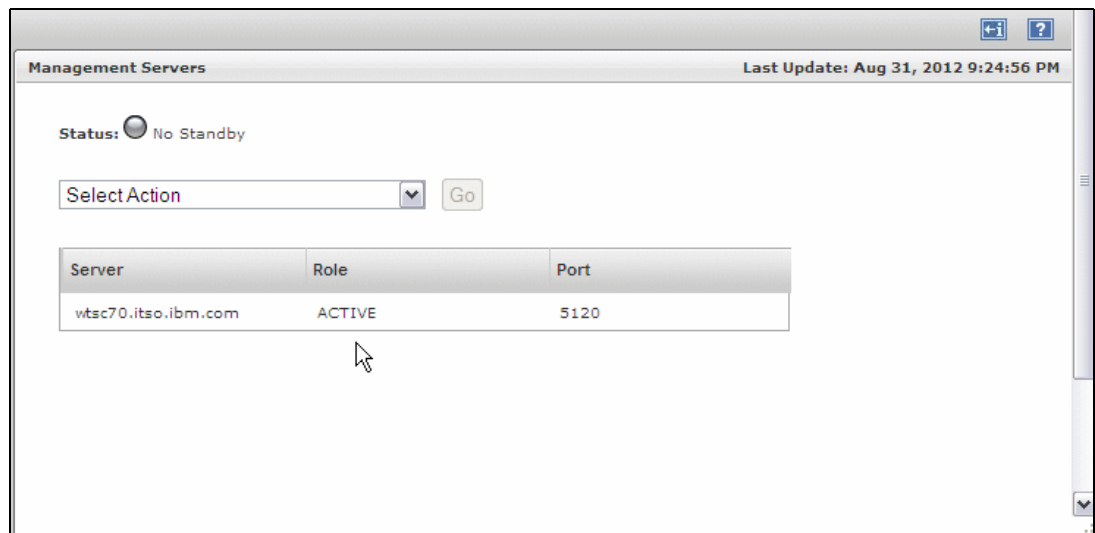 Management Servers Last Update: Aug 31, 2012 9:24:56 PM
Status: No Standby
Select Action Go
Server Role Port
wtsc70.itso.ibm.com ACTIVE 5120